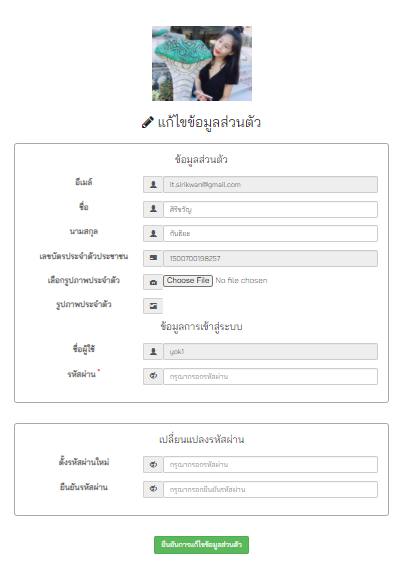 แก้ไขข้อมูลส่วนตัว
ข้อมูลส่วนตัว
อีเมล์ it.sirikwan@gmail.com
ชื่อ ศิริขวัญ
นามสกุล กันธิยะ
เลขบัตรประจำตัวประชาชน 1500700198257
เลือกรูปภาพประจำตัว Choose File No file chosen
รูปภาพประจำตัว
ข้อมูลการเข้าสู่ระบบ
ชื่อผู้ใช้ yok1
รหัสผ่าน * กรุณากรอกรหัสผ่าน
เปลี่ยนแปลงรหัสผ่าน
ตั้งรหัสผ่านใหม่ กรุณากรอกรหัสผ่าน
ยืนยันรหัสผ่าน กรุณากรอกยืนยันรหัสผ่าน
ยืนยันการแก้ไขข้อมูลส่วนตัว